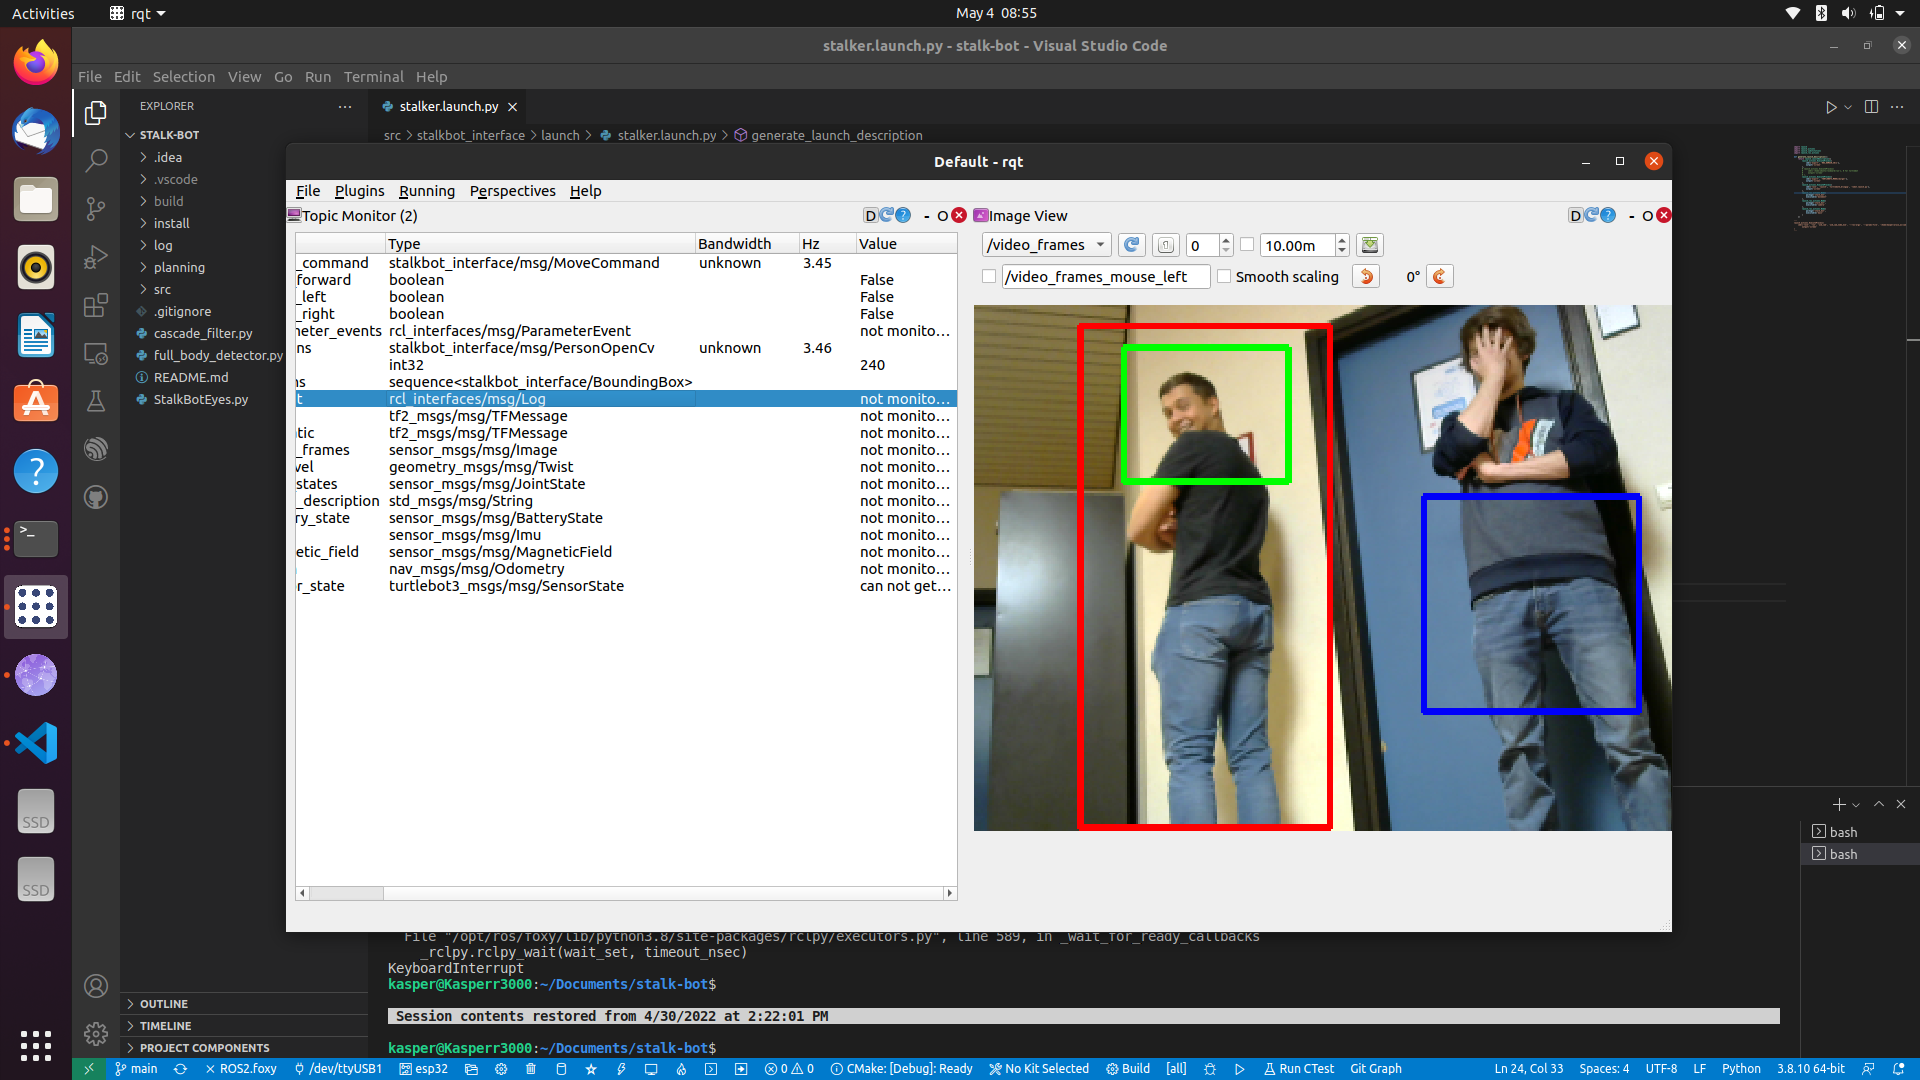 Activities
rqt
May 4 08:55
stalker.launch.py - stalk-bot - Visual Studio Code
File Edit Selection View Go Run Terminal Help
EXPLORER
stalker.launch.py
STALK-BOT
src > stalkbot_interface > launch > stalker.launch.py > generate_launch_description
.idea
.vscode
build
install
log
planning
src
.gitignore
cascade_filter.py
full_body_detector.py
README.md
StalkBotEyes.py
OUTLINE
TIMELINE
PROJECT COMPONENTS
Default - rqt
File Plugins Running Perspectives Help
Topic Monitor (2)
D
- O
Type Bandwidth Hz Value
_command stalkbot_interface/msg/MoveCommand unknown 3.45
forward boolean False
_left boolean False
_right boolean False
neter_events rcl_interfaces/msg/ParameterEvent not monito...
ns stalkbot_interface/msg/PersonOpenCv unknown 3.46
int32 240
ns sequence<stalkbot_interface/BoundingBox>
t rcl_interfaces/msg/Log not monito...
tf2_msgs/msg/TFMessage not monito...
tic tf2_msgs/msg/TFMessage not monito...
_frames sensor_msgs/msg/Image not monito...
vel geometry_msgs/msg/Twist not monito...
states sensor_msgs/msg/JointState not monito...
_description std_msgs/msg/String not monito...
ry_state sensor_msgs/msg/BatteryState not monito...
sensor_msgs/msg/Imu not monito...
etic_field sensor_msgs/msg/MagneticField not monito...
nav_msgs/msg/Odometry not monito...
r_state turtlebot3_msgs/msg/SensorState can not get...
Image View
D
- O
/video_frames 0 10.00m
/video_frames_mouse_left Smooth scaling 0°
File "/opt/ros/foxy/lib/python3.8/site-packages/rclpy/executors.py", line 589, in _wait_for_ready_callbacks
_rclpy.rclpy_wait(wait_set, timeout_nsec)
KeyboardInterrupt
kasper@Kasperr3000:~/Documents/stalk-bot$
Session contents restored from 4/30/2022 at 2:22:01 PM
kasper@Kasperr3000:~/Documents/stalk-bot$
bash
bash
SSD
SSD
main ROS2.foxy /dev/ttyUSB1 esp32 0 0 CMake: [Debug]: Ready No Kit Selected Build [all] Run CTest Git Graph Ln 24, Col 33 Spaces: 4 UTF-8 LF Python 3.8.10 64-bit